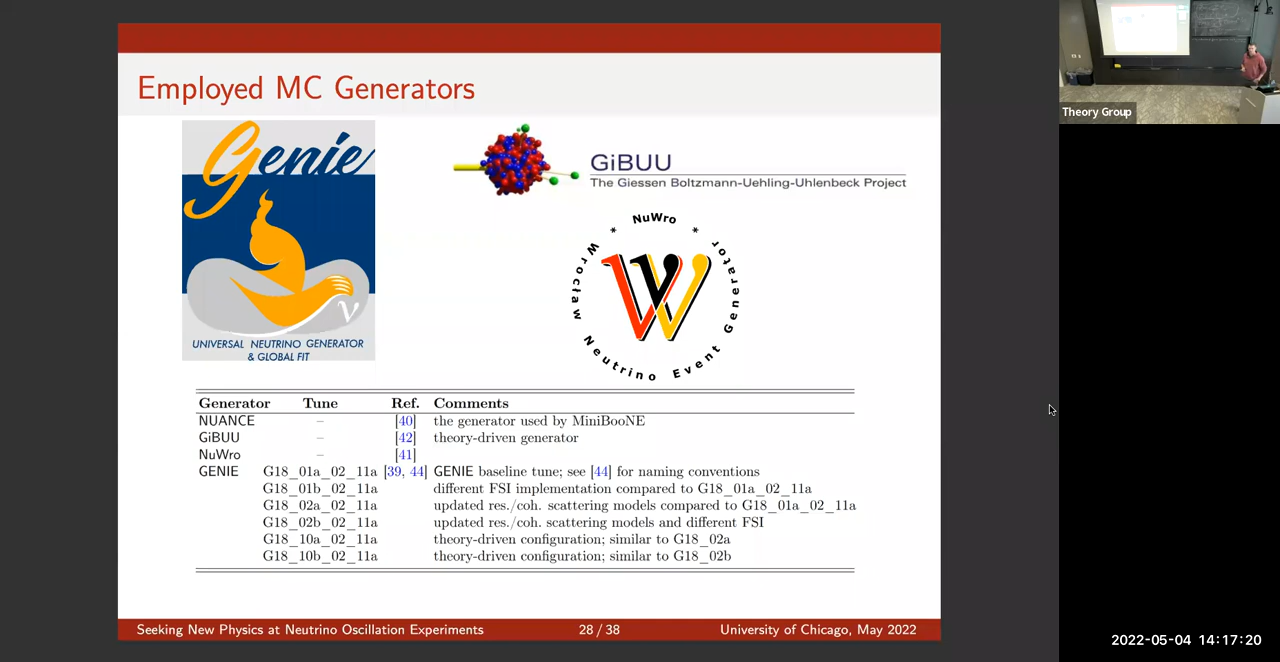 Employed MC Generators
Genie
ν
UNIVERSAL NEUTRINO GENERATOR
& GLOBAL FIT
GiBUU
The Giessen Boltzmann-Uehling-Uhlenbeck Project
* NuWro *
Wrocław Neutrino Event Generator
W
Generator Tune Ref. Comments
NUANCE – [40] the generator used by MiniBooNE
GiBUU – [42] theory-driven generator
NuWro – [41]
GENIE G18_01a_02_11a [39, 44] GENIE baseline tune; see [44] for naming conventions
G18_01b_02_11a different FSI implementation compared to G18_01a_02_11a
G18_02a_02_11a updated res./coh. scattering models compared to G18_01a_02_11a
G18_02b_02_11a updated res./coh. scattering models and different FSI
G18_10a_02_11a theory-driven configuration; similar to G18_02a
G18_10b_02_11a theory-driven configuration; similar to G18_02b
Seeking New Physics at Neutrino Oscillation Experiments 28 / 38 University of Chicago, May 2022
Theory Group
2022-05-04 14:17:20